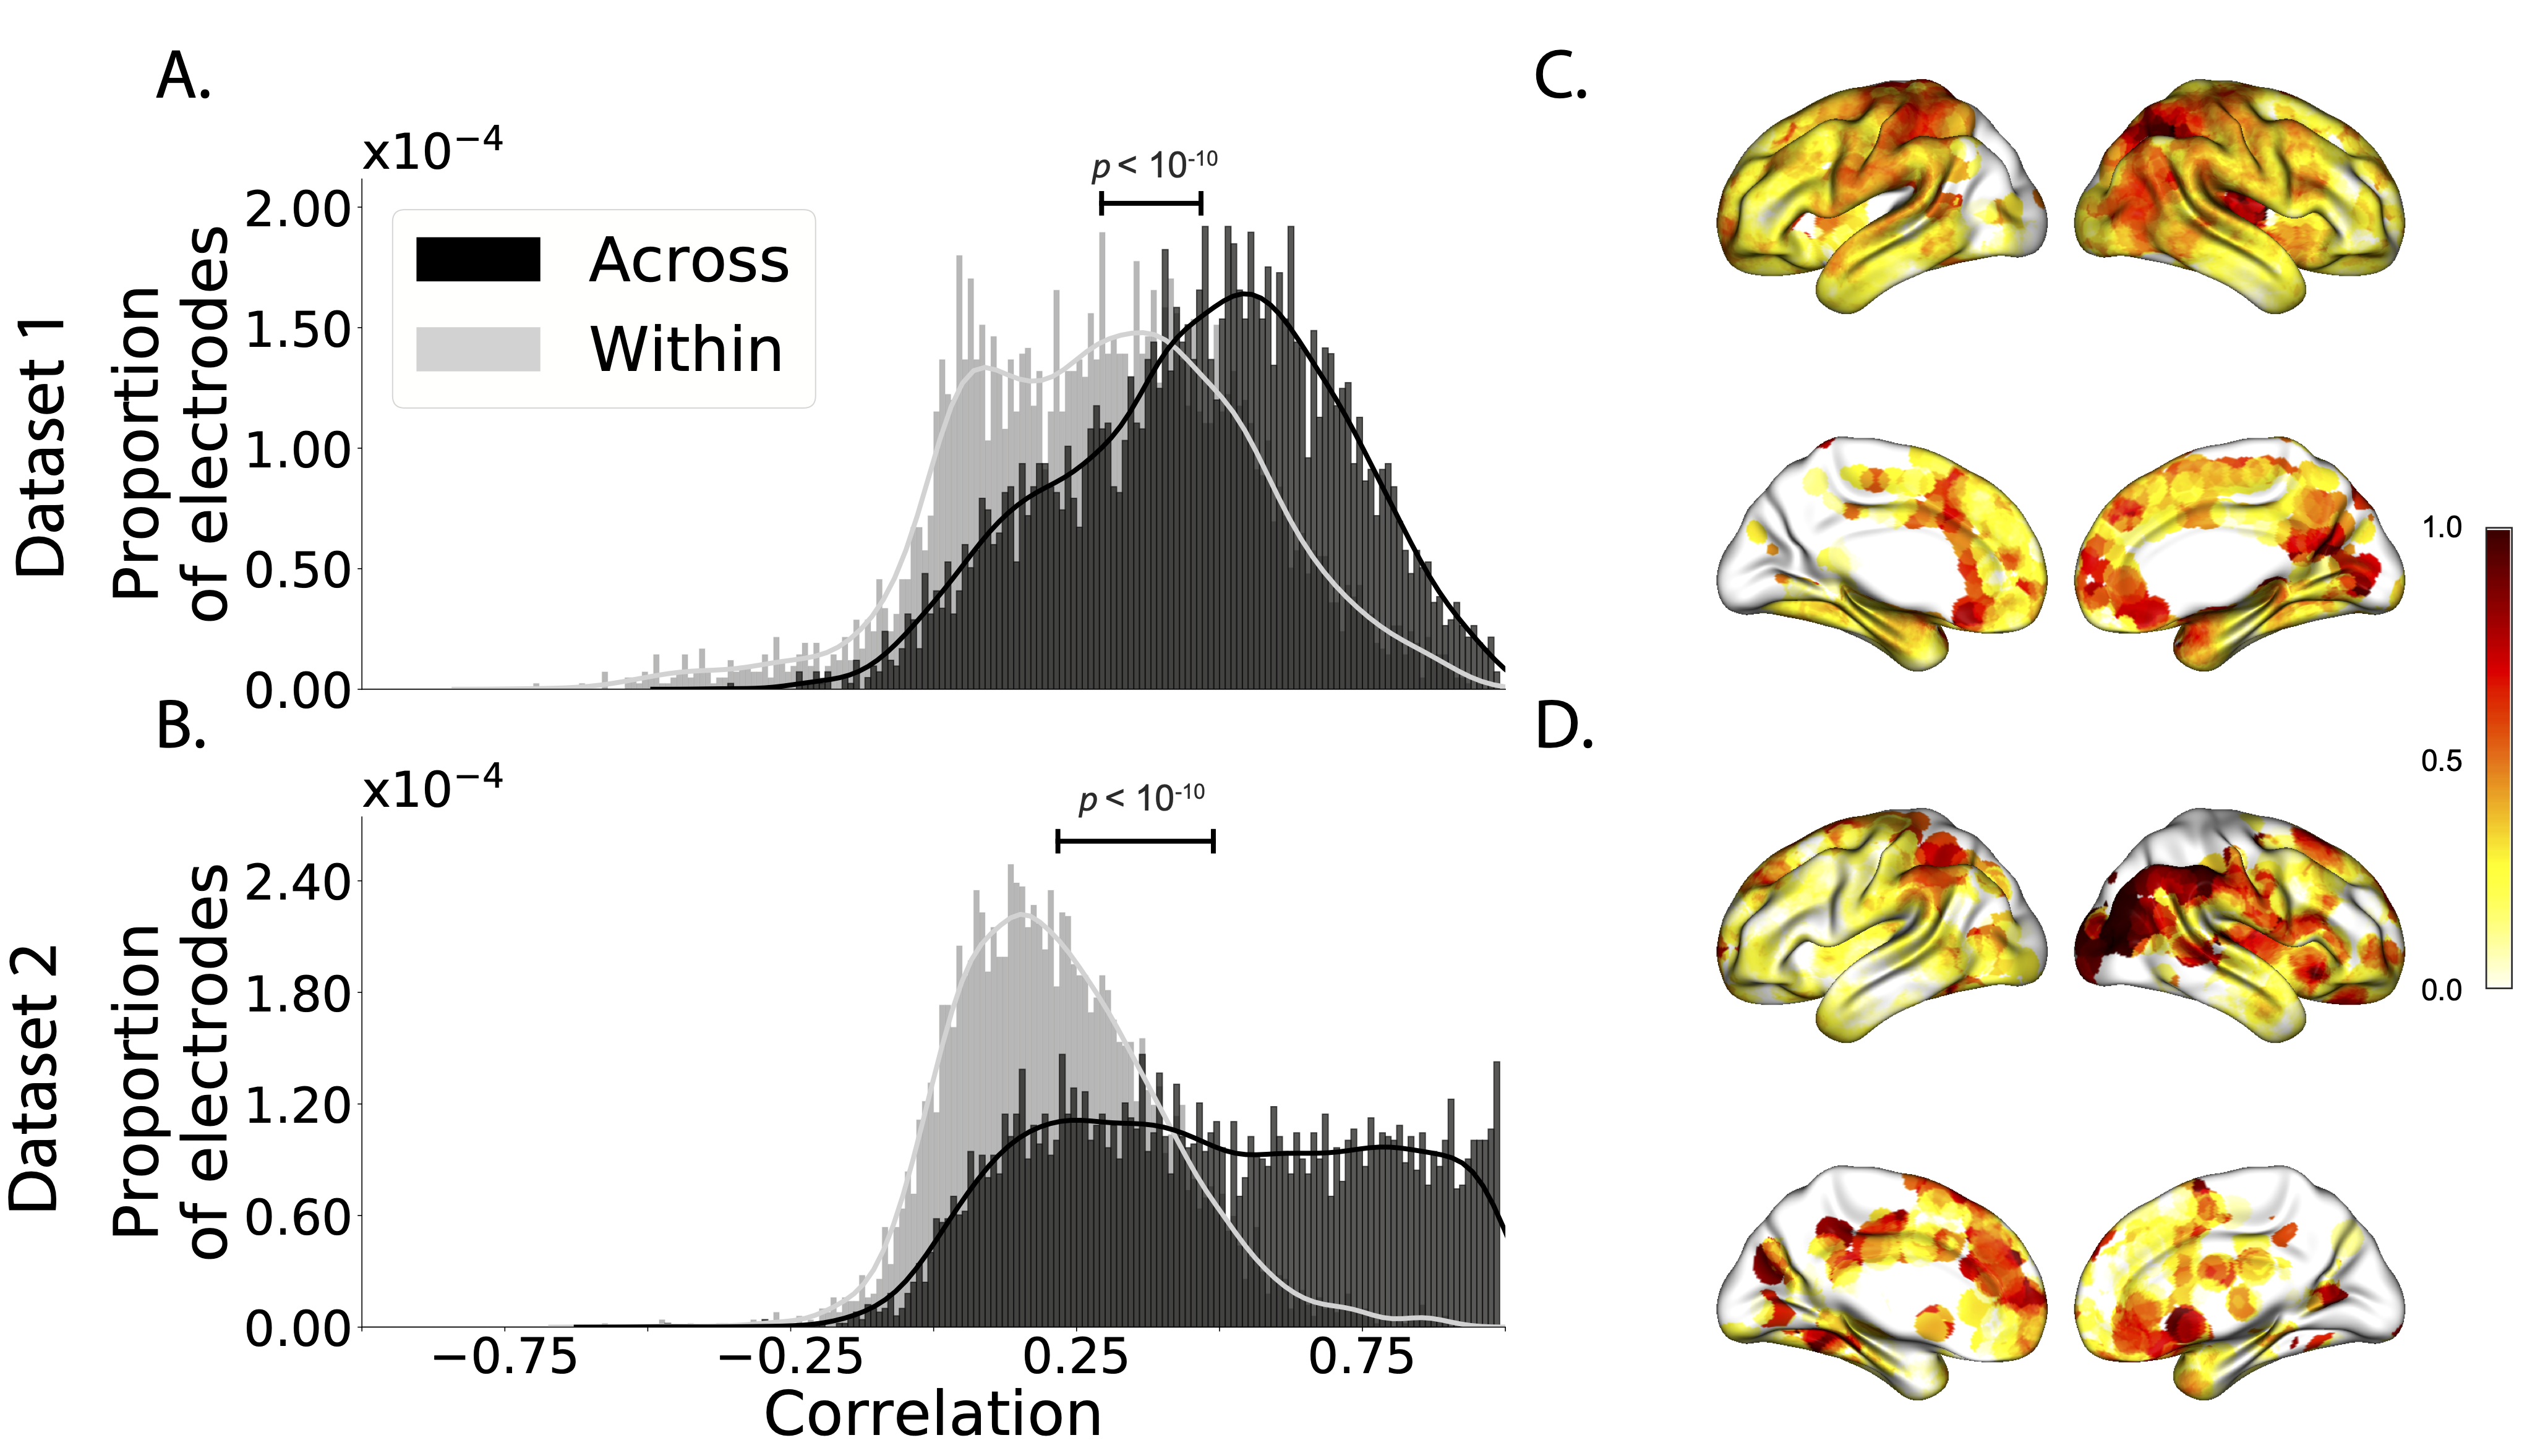 A.
x10⁻⁴
p < 10⁻¹⁰
Dataset 1
Proportion
of electrodes
2.00
1.50
1.00
0.50
0.00
Across
Within
B.
x10⁻⁴
p < 10⁻¹⁰
Dataset 2
Proportion
of electrodes
2.40
1.80
1.20
0.60
0.00
−0.75 −0.25 0.25 0.75
Correlation
C.
D.
1.0
0.5
0.0